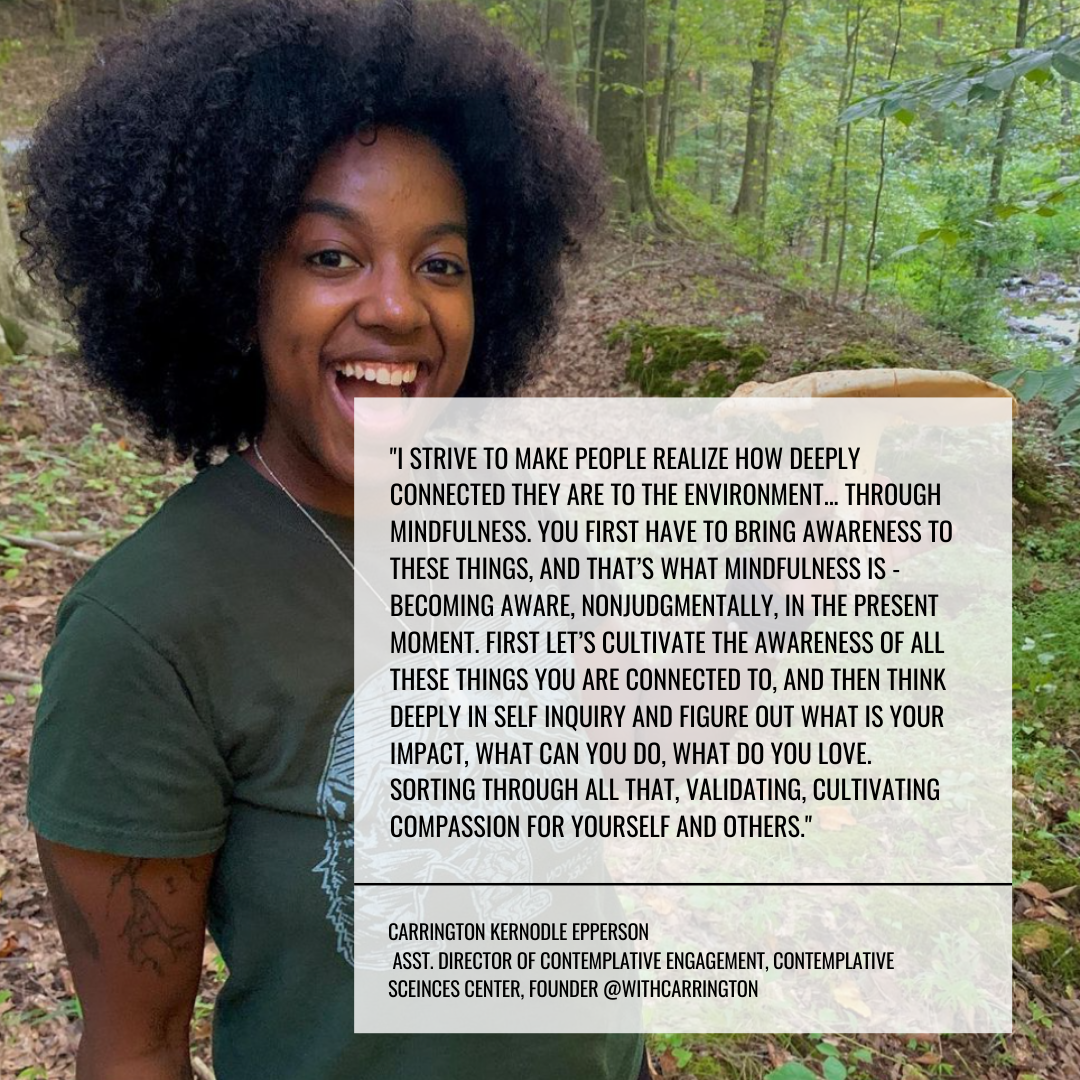 "I STRIVE TO MAKE PEOPLE REALIZE HOW DEEPLY
CONNECTED THEY ARE TO THE ENVIRONMENT... THROUGH
MINDFULNESS. YOU FIRST HAVE TO BRING AWARENESS TO
THESE THINGS, AND THAT’S WHAT MINDFULNESS IS -
BECOMING AWARE, NONJUDGMENTALLY, IN THE PRESENT
MOMENT. FIRST LET’S CULTIVATE THE AWARENESS OF ALL
THESE THINGS YOU ARE CONNECTED TO, AND THEN THINK
DEEPLY IN SELF INQUIRY AND FIGURE OUT WHAT IS YOUR
IMPACT, WHAT CAN YOU DO, WHAT DO YOU LOVE.
SORTING THROUGH ALL THAT, VALIDATING, CULTIVATING
COMPASSION FOR YOURSELF AND OTHERS."
CARRINGTON KERNODLE EPPERSON
ASST. DIRECTOR OF CONTEMPLATIVE ENGAGEMENT, CONTEMPLATIVE
SCEINCES CENTER, FOUNDER @WITHCARRINGTON